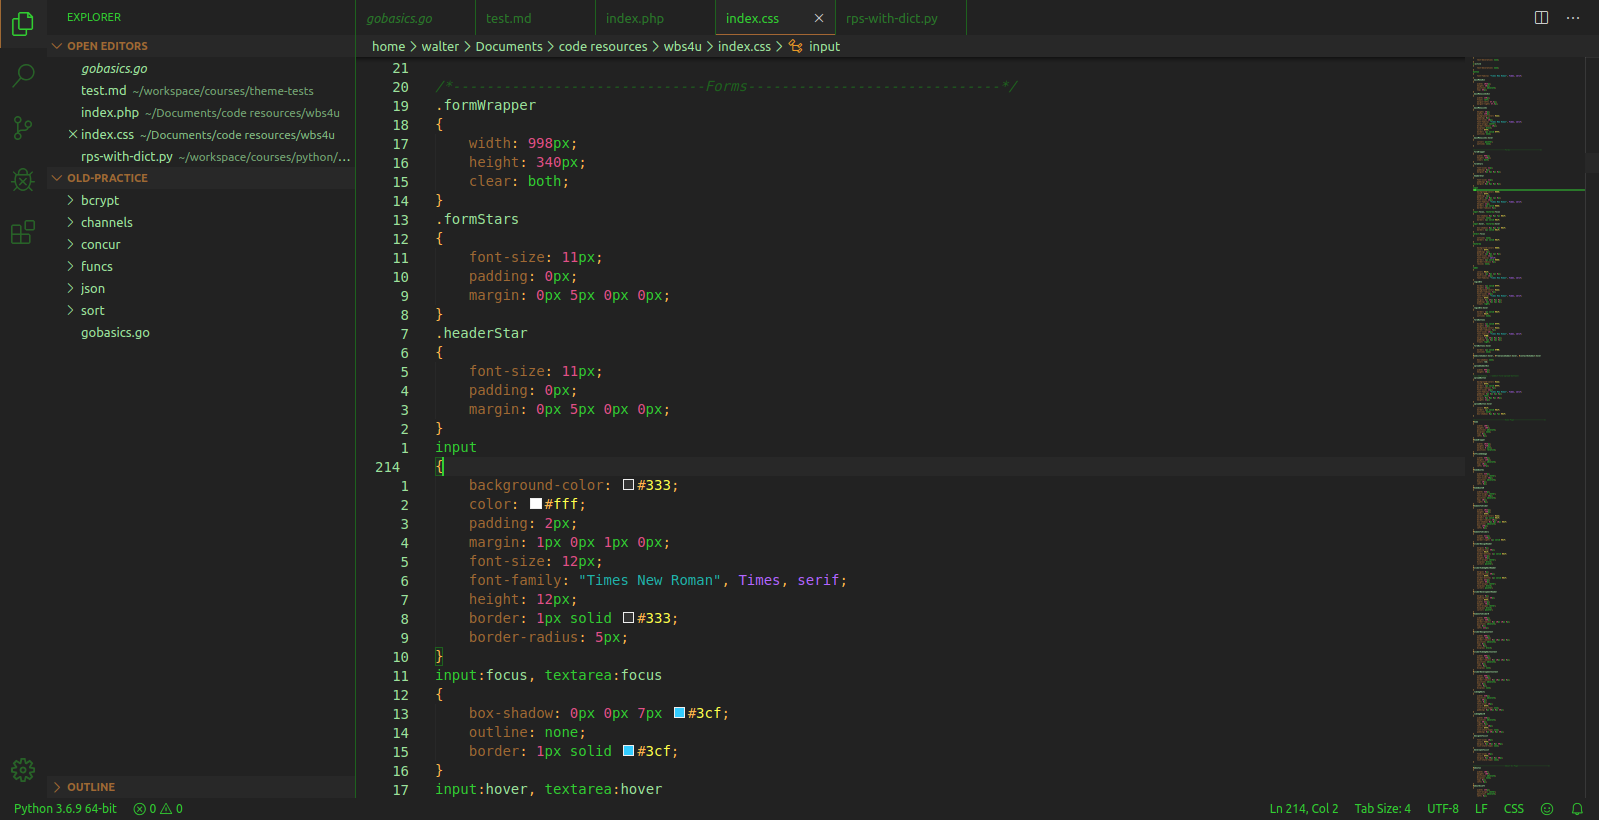 EXPLORER
OPEN EDITORS
gobasics.go
test.md ~/workspace/courses/theme-tests
index.php ~/Documents/code resources/wbs4u
index.css ~/Documents/code resources/wbs4u
rps-with-dict.py ~/workspace/courses/python/...
OLD-PRACTICE
bcrypt
channels
concur
funcs
json
sort
gobasics.go
OUTLINE
gobasics.go test.md index.php index.css rps-with-dict.py
home > walter > Documents > code resources > wbs4u > index.css > input
21
20 /*------------------------------Forms------------------------------*/
19 .formWrapper
18 {
17 width: 998px;
16 height: 340px;
15 clear: both;
14 }
13 .formStars
12 {
11 font-size: 11px;
10 padding: 0px;
9 margin: 0px 5px 0px 0px;
8 }
7 .headerStar
6 {
5 font-size: 11px;
4 padding: 0px;
3 margin: 0px 5px 0px 0px;
2 }
1 input
214 {
1 background-color: #333;
2 color: #fff;
3 padding: 2px;
4 margin: 1px 0px 1px 0px;
5 font-size: 12px;
6 font-family: "Times New Roman", Times, serif;
7 height: 12px;
8 border: 1px solid #333;
9 border-radius: 5px;
10 }
11 input:focus, textarea:focus
12 {
13 box-shadow: 0px 0px 7px #3cf;
14 outline: none;
15 border: 1px solid #3cf;
16 }
17 input:hover, textarea:hover
Python 3.6.9 64-bit 0 0 Ln 214, Col 2 Tab Size: 4 UTF-8 LF CSS